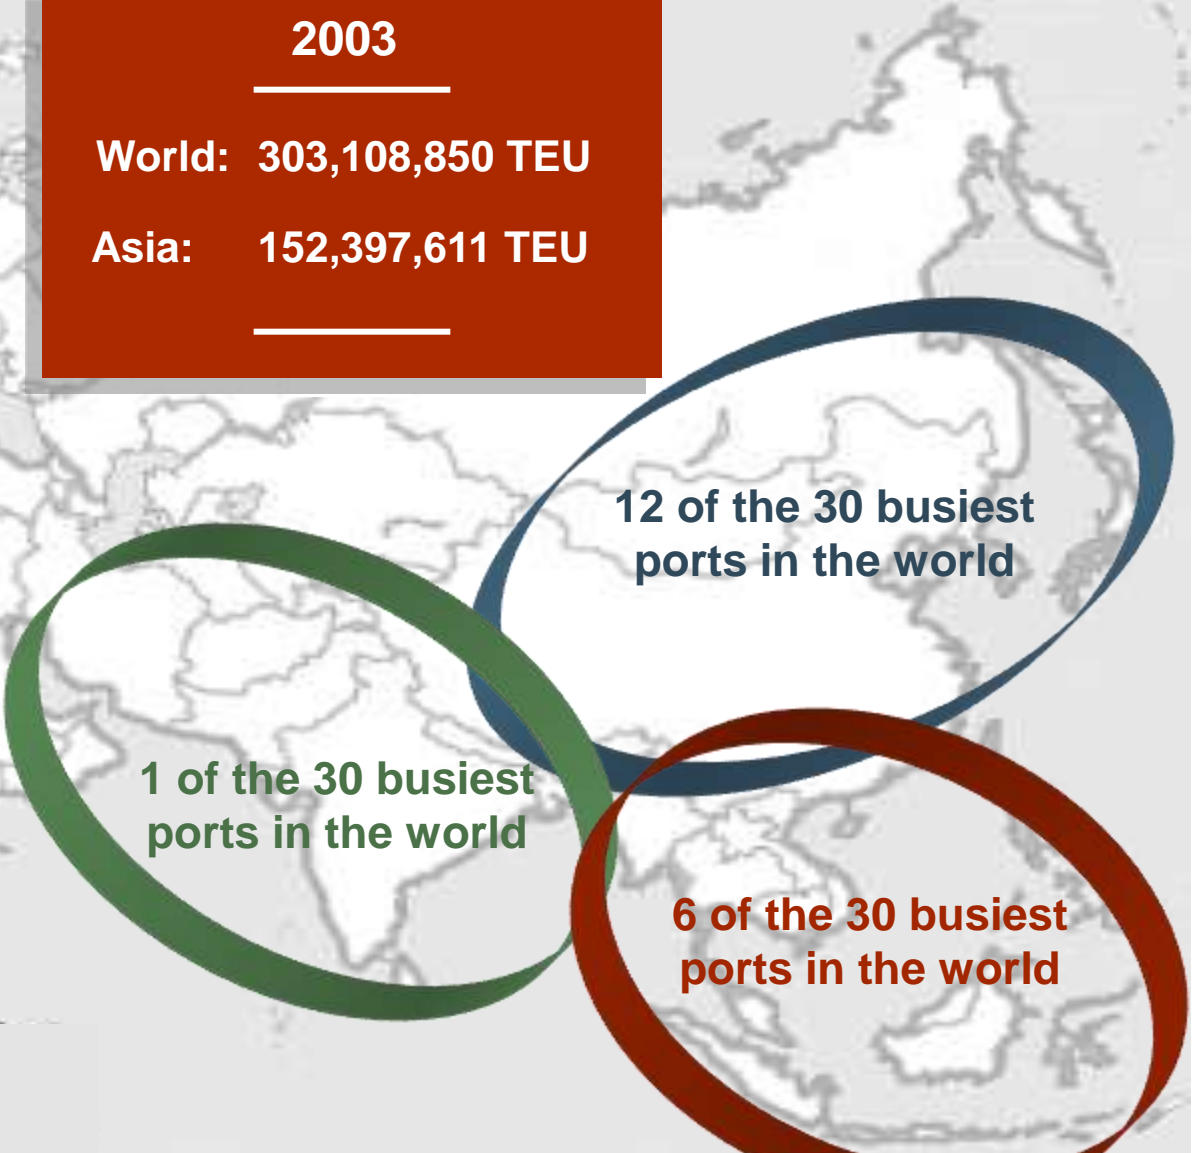 2003
World: 303,108,850 TEU
Asia: 152,397,611 TEU
12 of the 30 busiest
ports in the world
1 of the 30 busiest
ports in the world
6 of the 30 busiest
ports in the world